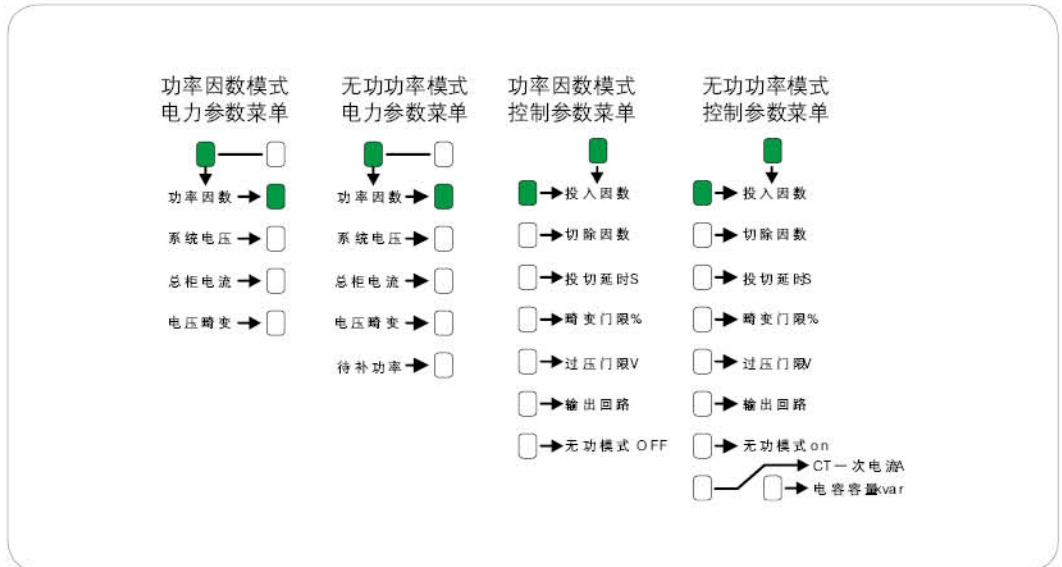 功率因数模式
电力参数菜单
功率因数
系统电压
总柜电流
电压畸变
无功功率模式
电力参数菜单
功率因数
系统电压
总柜电流
电压畸变
待补功率
功率因数模式
控制参数菜单
投入因数
切除因数
投切延时S
畸变门限%
过压门限V
输出回路
无功模式 OFF
无功功率模式
控制参数菜单
投入因数
切除因数
投切延时S
畸变门限%
过压门限V
输出回路
无功模式on
CT一次电流A
电容容量kvar